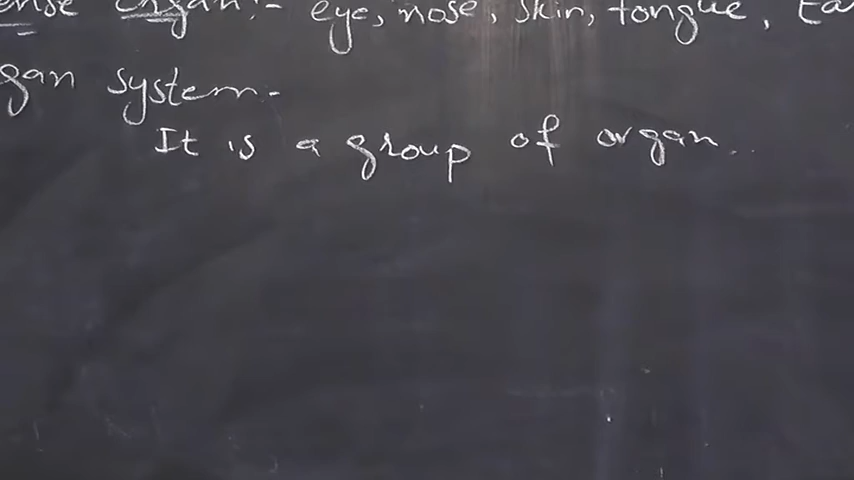 ense Organ:- eye, nose, skin, tongue, Ea
gan system-
It is a group of organ..